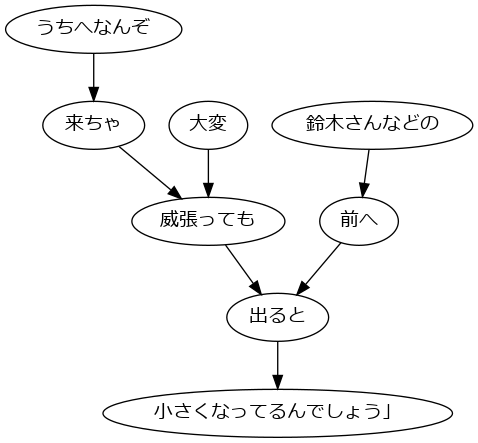 うちへなんぞ
来ちゃ
大変
鈴木さんなどの
威張っても
前へ
出ると
小さくなってるんでしょう」